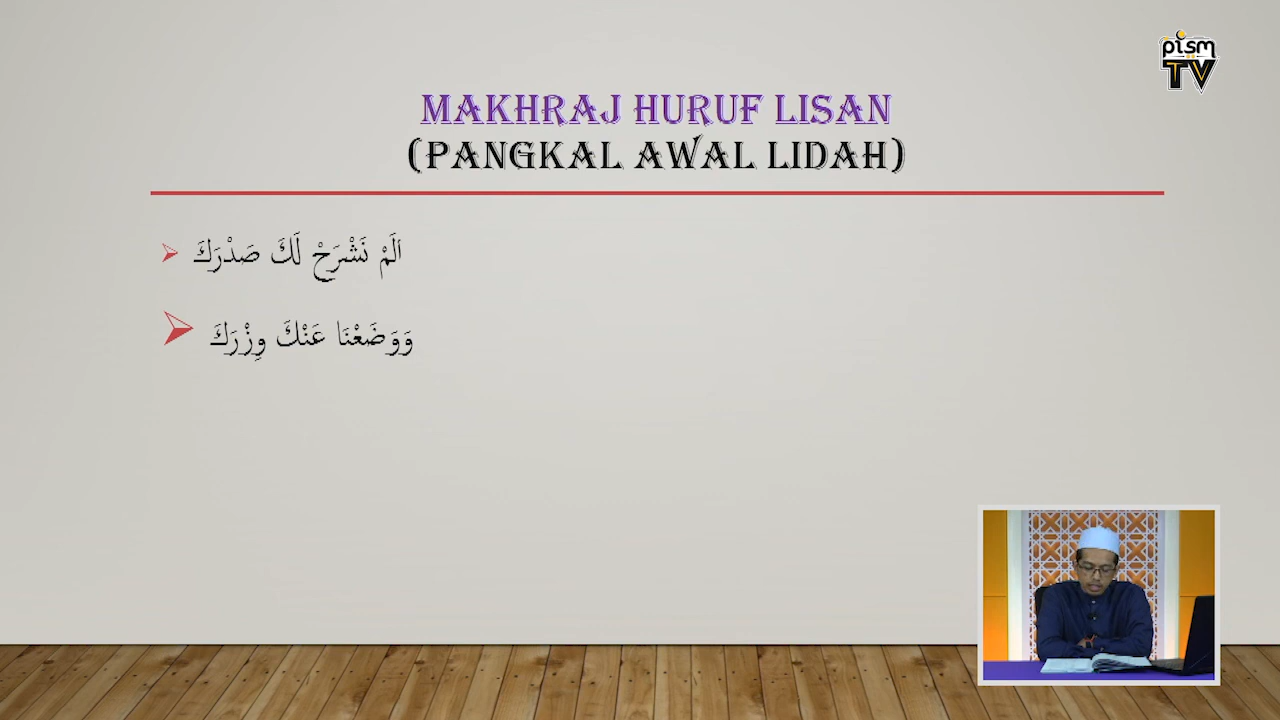 pism
TV
MAKHRAJ HURUF LISAN
(PANGKAL AWAL LIDAH)
اَلَمْ نَشْرَحْ لَكَ صَدْرَكَ
وَوَضَعْنَا عَنْكَ وِزْرَكَ